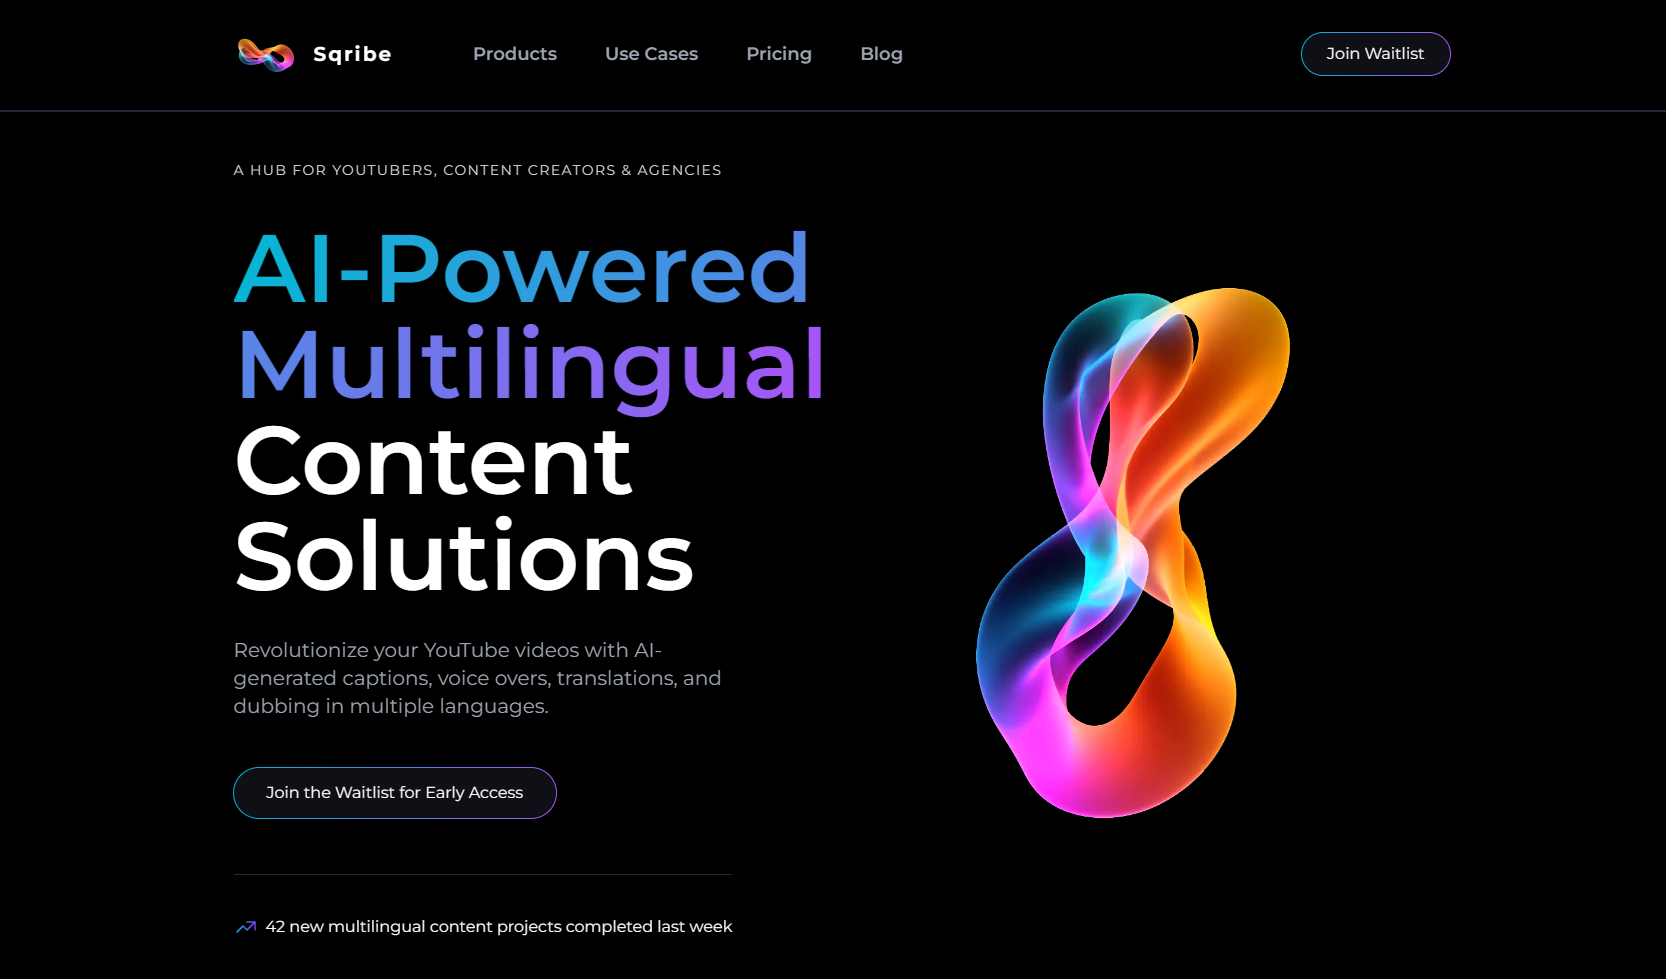 Sqribe
Products
Use Cases
Pricing
Blog
Join Waitlist
A HUB FOR YOUTUBERS, CONTENT CREATORS & AGENCIES
AI-Powered
Multilingual
Content
Solutions
Revolutionize your YouTube videos with AI-
generated captions, voice overs, translations, and
dubbing in multiple languages.
Join the Waitlist for Early Access
42 new multilingual content projects completed last week